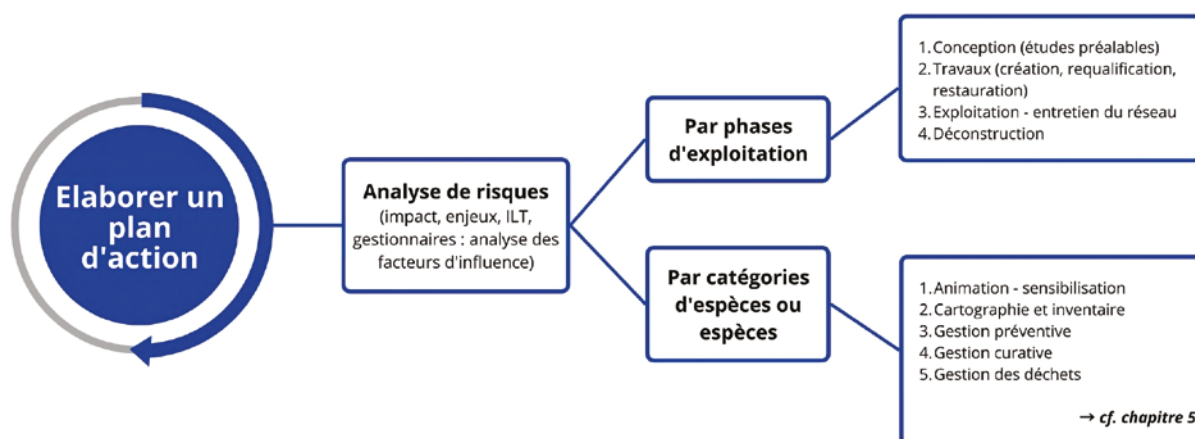 Elaborer un
plan
d'action
Analyse de risques
(impact, enjeux, ILT,
gestionnaires : analyse des
facteurs d'influence)
Par phases
d'exploitation
1. Conception (études préalables)
2. Travaux (création, requalification,
restauration)
3. Exploitation - entretien du réseau
4. Déconstruction
Par catégories
d'espèces ou
espèces
1. Animation - sensibilisation
2. Cartographie et inventaire
3. Gestion préventive
4. Gestion curative
5. Gestion des déchets
→ cf. chapitre 5